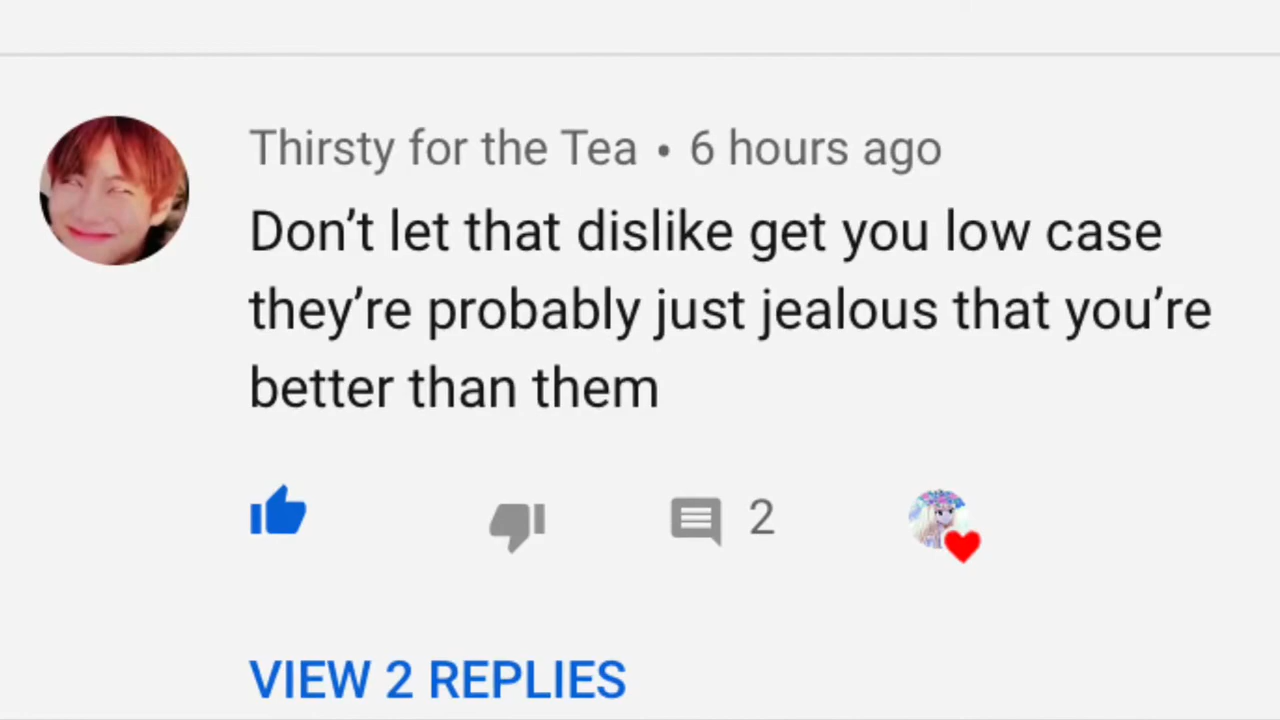 Thirsty for the Tea • 6 hours ago
Don’t let that dislike get you low case
they’re probably just jealous that you’re
better than them
2
VIEW 2 REPLIES